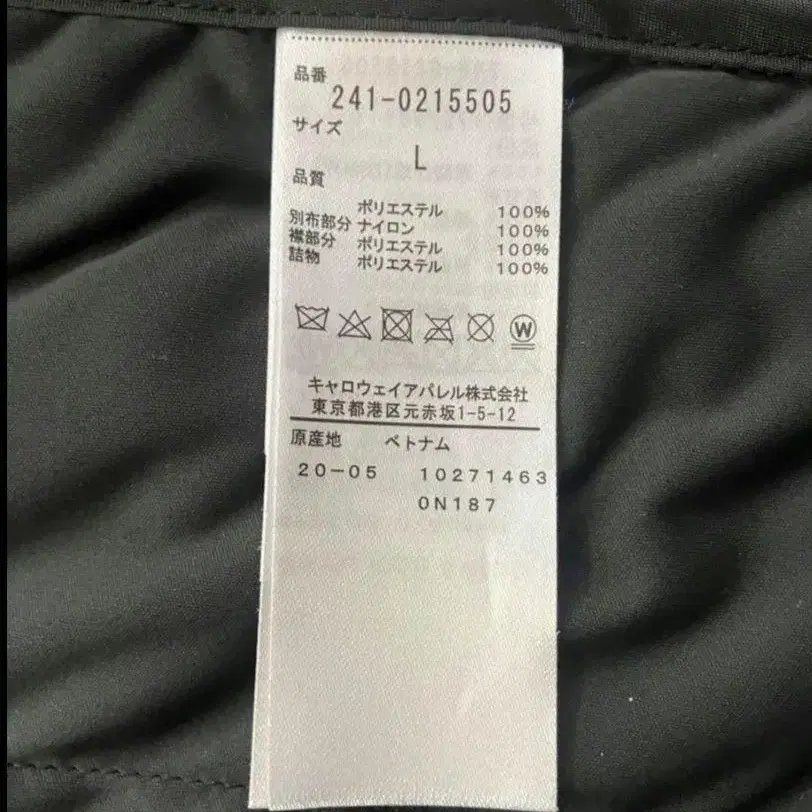 品番
241-0215505
サイズ
L
品質
ポリエステル 100%
別布部分 ナイロン 100%
襟部分 ポリエステル 100%
詰物 ポリエステル 100%
W
キャロウェイアパレル株式会社
東京都港区元赤坂1-5-12
原産地 ベトナム
20-05 10271463
0N187